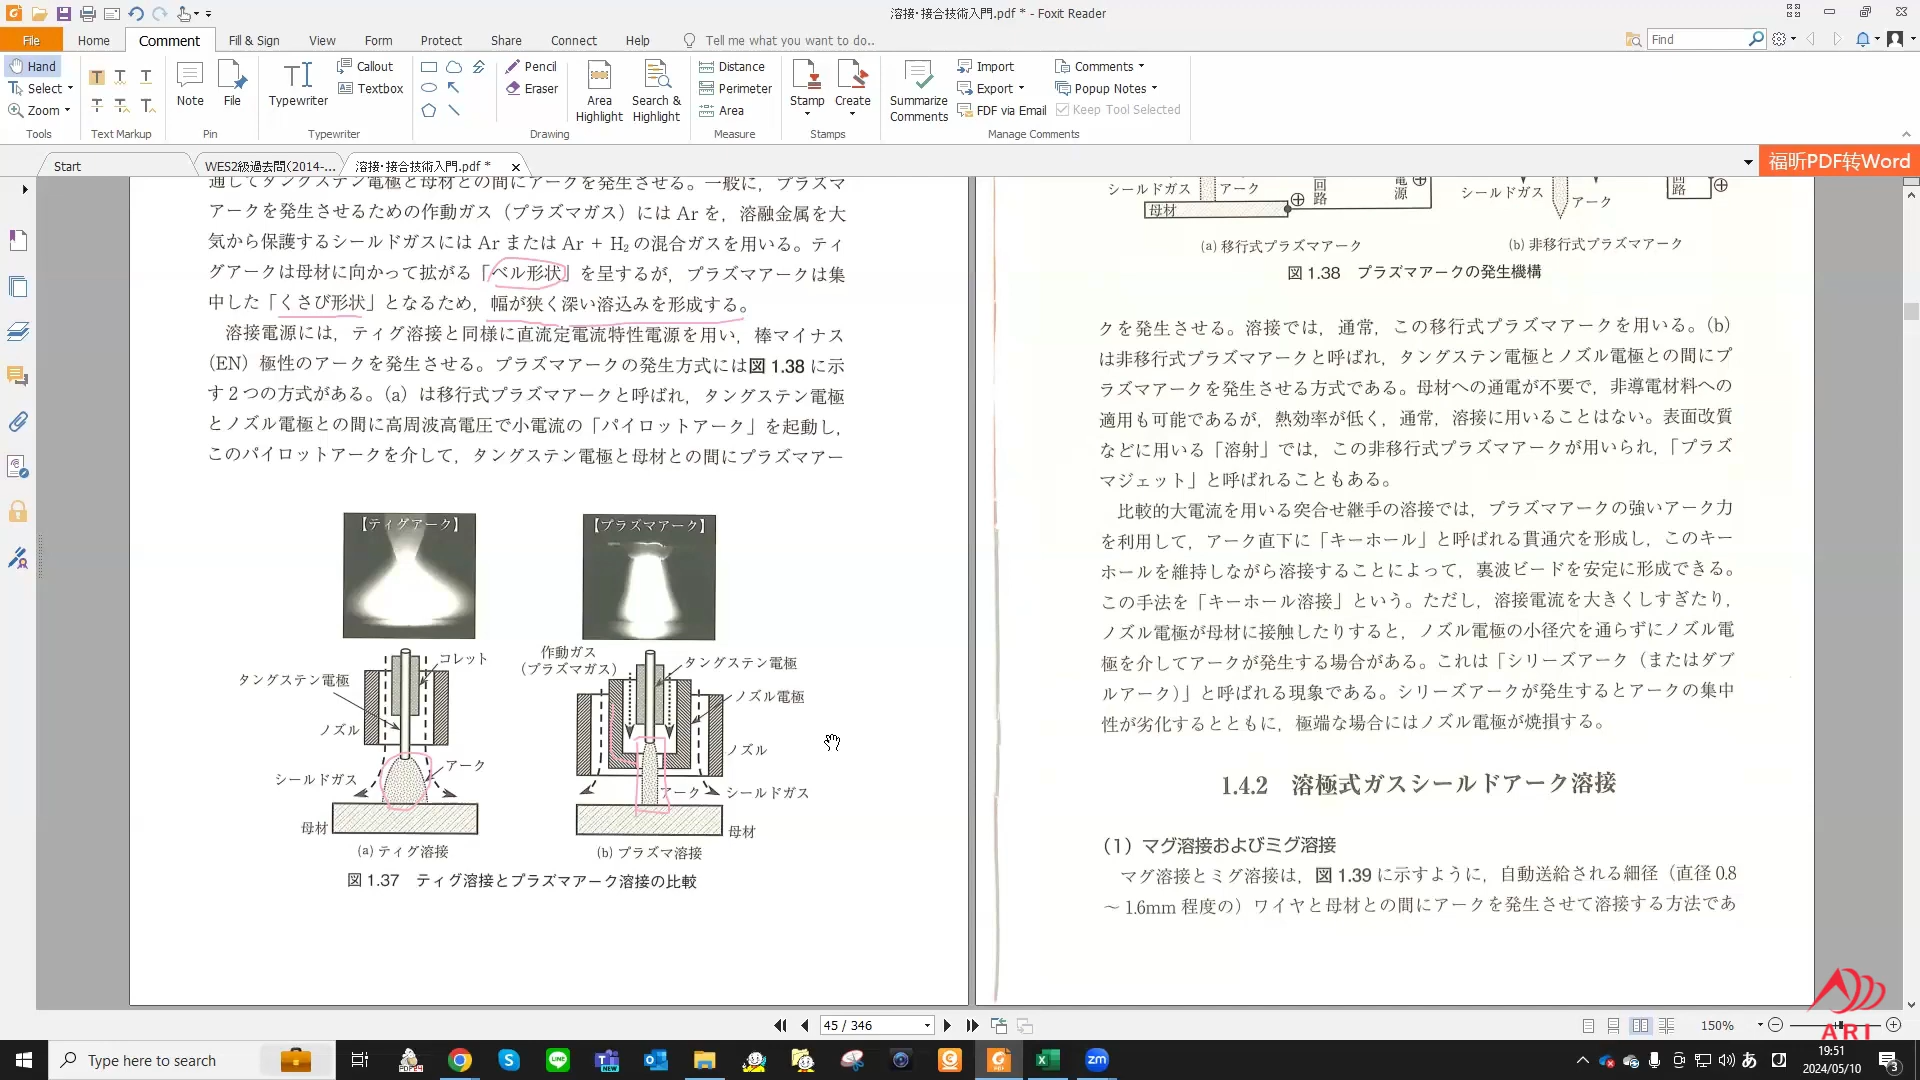 溶接・接合技術入門.pdf * - Foxit Reader
File
Home
Comment
Fill & Sign
View
Form
Protect
Share
Connect
Help
Tell me what you want to do..
Find
Hand
Select
Zoom
Tools
Text Markup
Note
File
Pin
Typewriter
Callout
Textbox
Typewriter
Pencil
Eraser
Drawing
Area
Highlight
Search &
Highlight
Distance
Perimeter
Area
Measure
Stamp
Create
Stamps
Summarize
Comments
Import
Export
FDF via Email
Comments
Popup Notes
Keep Tool Selected
Manage Comments
Start
WES2級過去問(2014-...
溶接・接合技術入門.pdf *
福昕PDF转Word
通してタングステン電極と母材との間にアークを発生させる。一般に，プラズマ
アークを発生させるための作動ガス（プラズマガス）には Ar を，溶融金属を大
気から保護するシールドガスには Ar または Ar + H₂ の混合ガスを用いる。ティ
グアークは母材に向かって拡がる「ベル形状」を呈するが，プラズマアークは集
中した「くさび形状」となるため，幅が狭く深い溶込みを形成する。
溶接電源には，ティグ溶接と同様に直流定電流特性電源を用い，棒マイナス
（EN）極性のアークを発生させる。プラズマアークの発生方式には図 1.38 に示
す２つの方式がある。(a) は移行式プラズマアークと呼ばれ，タングステン電極
とノズル電極との間に高周波高電圧で小電流の「パイロットアーク」を起動し，
このパイロットアークを介して，タングステン電極と母材との間にプラズマアー
【ティグアーク】
コレット
タングステン電極
ノズル
アーク
シールドガス
母材
(a) ティグ溶接
【プラズマアーク】
作動ガス
（プラズマガス）
タングステン電極
ノズル電極
ノズル
アーク
シールドガス
母材
(b) プラズマ溶接
図 1.37　ティグ溶接とプラズマアーク溶接の比較
シールドガス
アーク
母材
回路
電源
(a) 移行式プラズマアーク
シールドガス
アーク
回路
(b) 非移行式プラズマアーク
図 1.38　プラズマアークの発生機構
クを発生させる。溶接では，通常，この移行式プラズマアークを用いる。(b)
は非移行式プラズマアークと呼ばれ，タングステン電極とノズル電極との間にプ
ラズマアークを発生させる方式である。母材への通電が不要で，非導電材料への
適用も可能であるが，熱効率が低く，通常，溶接に用いることはない。表面改質
などに用いる「溶射」では，この非移行式プラズマアークが用いられ，「プラズ
マジェット」と呼ばれることもある。
比較的大電流を用いる突合せ継手の溶接では，プラズマアークの強いアーク力
を利用して，アーク直下に「キーホール」と呼ばれる貫通穴を形成し，このキー
ホールを維持しながら溶接することによって，裏波ビードを安定に形成できる。
この手法を「キーホール溶接」という。ただし，溶接電流を大きくしすぎたり，
ノズル電極が母材に接触したりすると，ノズル電極の小径穴を通らずにノズル電
極を介してアークが発生する場合がある。これは「シリーズアーク（またはダブ
ルアーク）」と呼ばれる現象である。シリーズアークが発生するとアークの集中
性が劣化するとともに，極端な場合にはノズル電極が焼損する。
1.4.2　溶極式ガスシールドアーク溶接
（1）マグ溶接およびミグ溶接
マグ溶接とミグ溶接は，図 1.39 に示すように，自動送給される細径（直径 0.8
～ 1.6mm 程度の）ワイヤと母材との間にアークを発生させて溶接する方法であ
45 / 346
150%
ARI
Type here to search
あ
19:51
2024/05/10
3